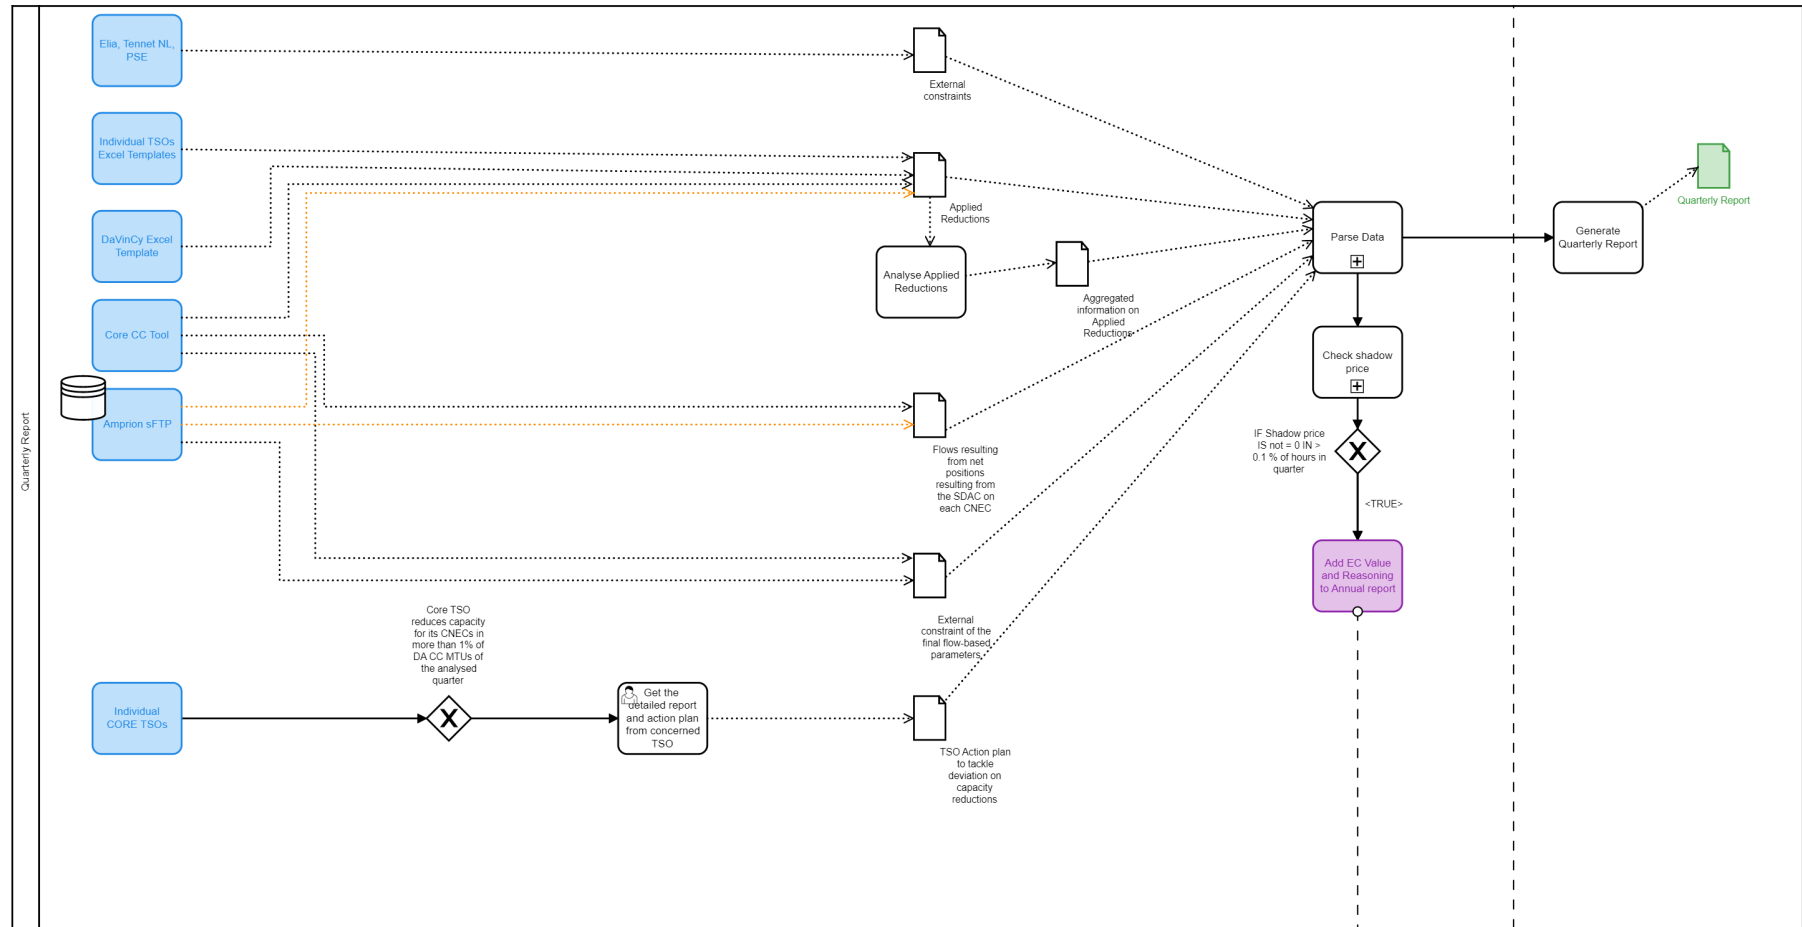 Quarterly Report
Elia, Tennet NL,
PSE
Individual TSOs
Excel Templates
DaVinCy Excel
Template
Core CC Tool
Amprion sFTP
Individual
CORE TSOs
Core TSO
reduces capacity
for its CNECs in
more than 1% of
DA CC MTUs of
the analysed
quarter
Get the
detailed report
and action plan
from concerned
TSO
External
constraints
Applied
Reductions
Analyse Applied
Reductions
Aggregated
information on
Applied
Reductions
Flows resulting
from net
positions
resulting from
the SDAC on
each CNEC
External
constraint of the
final flow-based
parameters
TSO Action plan
to tackle
deviation on
capacity
reductions
Parse Data
Check shadow
price
IF Shadow price
IS not = 0 IN >
0.1 % of hours in
quarter
X
X
<TRUE>
Add EC Value
and Reasoning
to Annual report
Generate
Quarterly Report
Quarterly Report